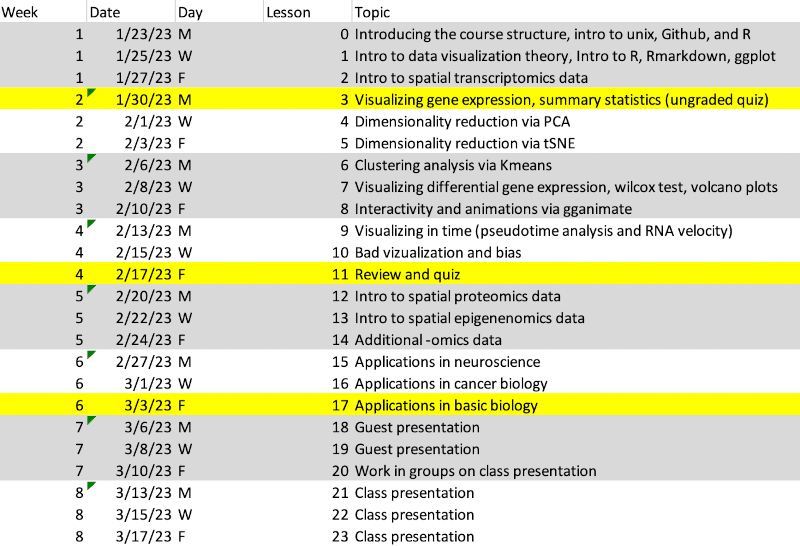 Week Date Day Lesson Topic
1 1/23/23 M 0 Introducing the course structure, intro to unix, Github, and R
1 1/25/23 W 1 Intro to data visualization theory, Intro to R, Rmarkdown, ggplot
1 1/27/23 F 2 Intro to spatial transcriptomics data
2 1/30/23 M 3 Visualizing gene expression, summary statistics (ungraded quiz)
2 2/1/23 W 4 Dimensionality reduction via PCA
2 2/3/23 F 5 Dimensionality reduction via tSNE
3 2/6/23 M 6 Clustering analysis via Kmeans
3 2/8/23 W 7 Visualizing differential gene expression, wilcox test, volcano plots
3 2/10/23 F 8 Interactivity and animations via gganimate
4 2/13/23 M 9 Visualizing in time (pseudotime analysis and RNA velocity)
4 2/15/23 W 10 Bad vizualization and bias
4 2/17/23 F 11 Review and quiz
5 2/20/23 M 12 Intro to spatial proteomics data
5 2/22/23 W 13 Intro to spatial epigenenomics data
5 2/24/23 F 14 Additional -omics data
6 2/27/23 M 15 Applications in neuroscience
6 3/1/23 W 16 Applications in cancer biology
6 3/3/23 F 17 Applications in basic biology
7 3/6/23 M 18 Guest presentation
7 3/8/23 W 19 Guest presentation
7 3/10/23 F 20 Work in groups on class presentation
8 3/13/23 M 21 Class presentation
8 3/15/23 W 22 Class presentation
8 3/17/23 F 23 Class presentation